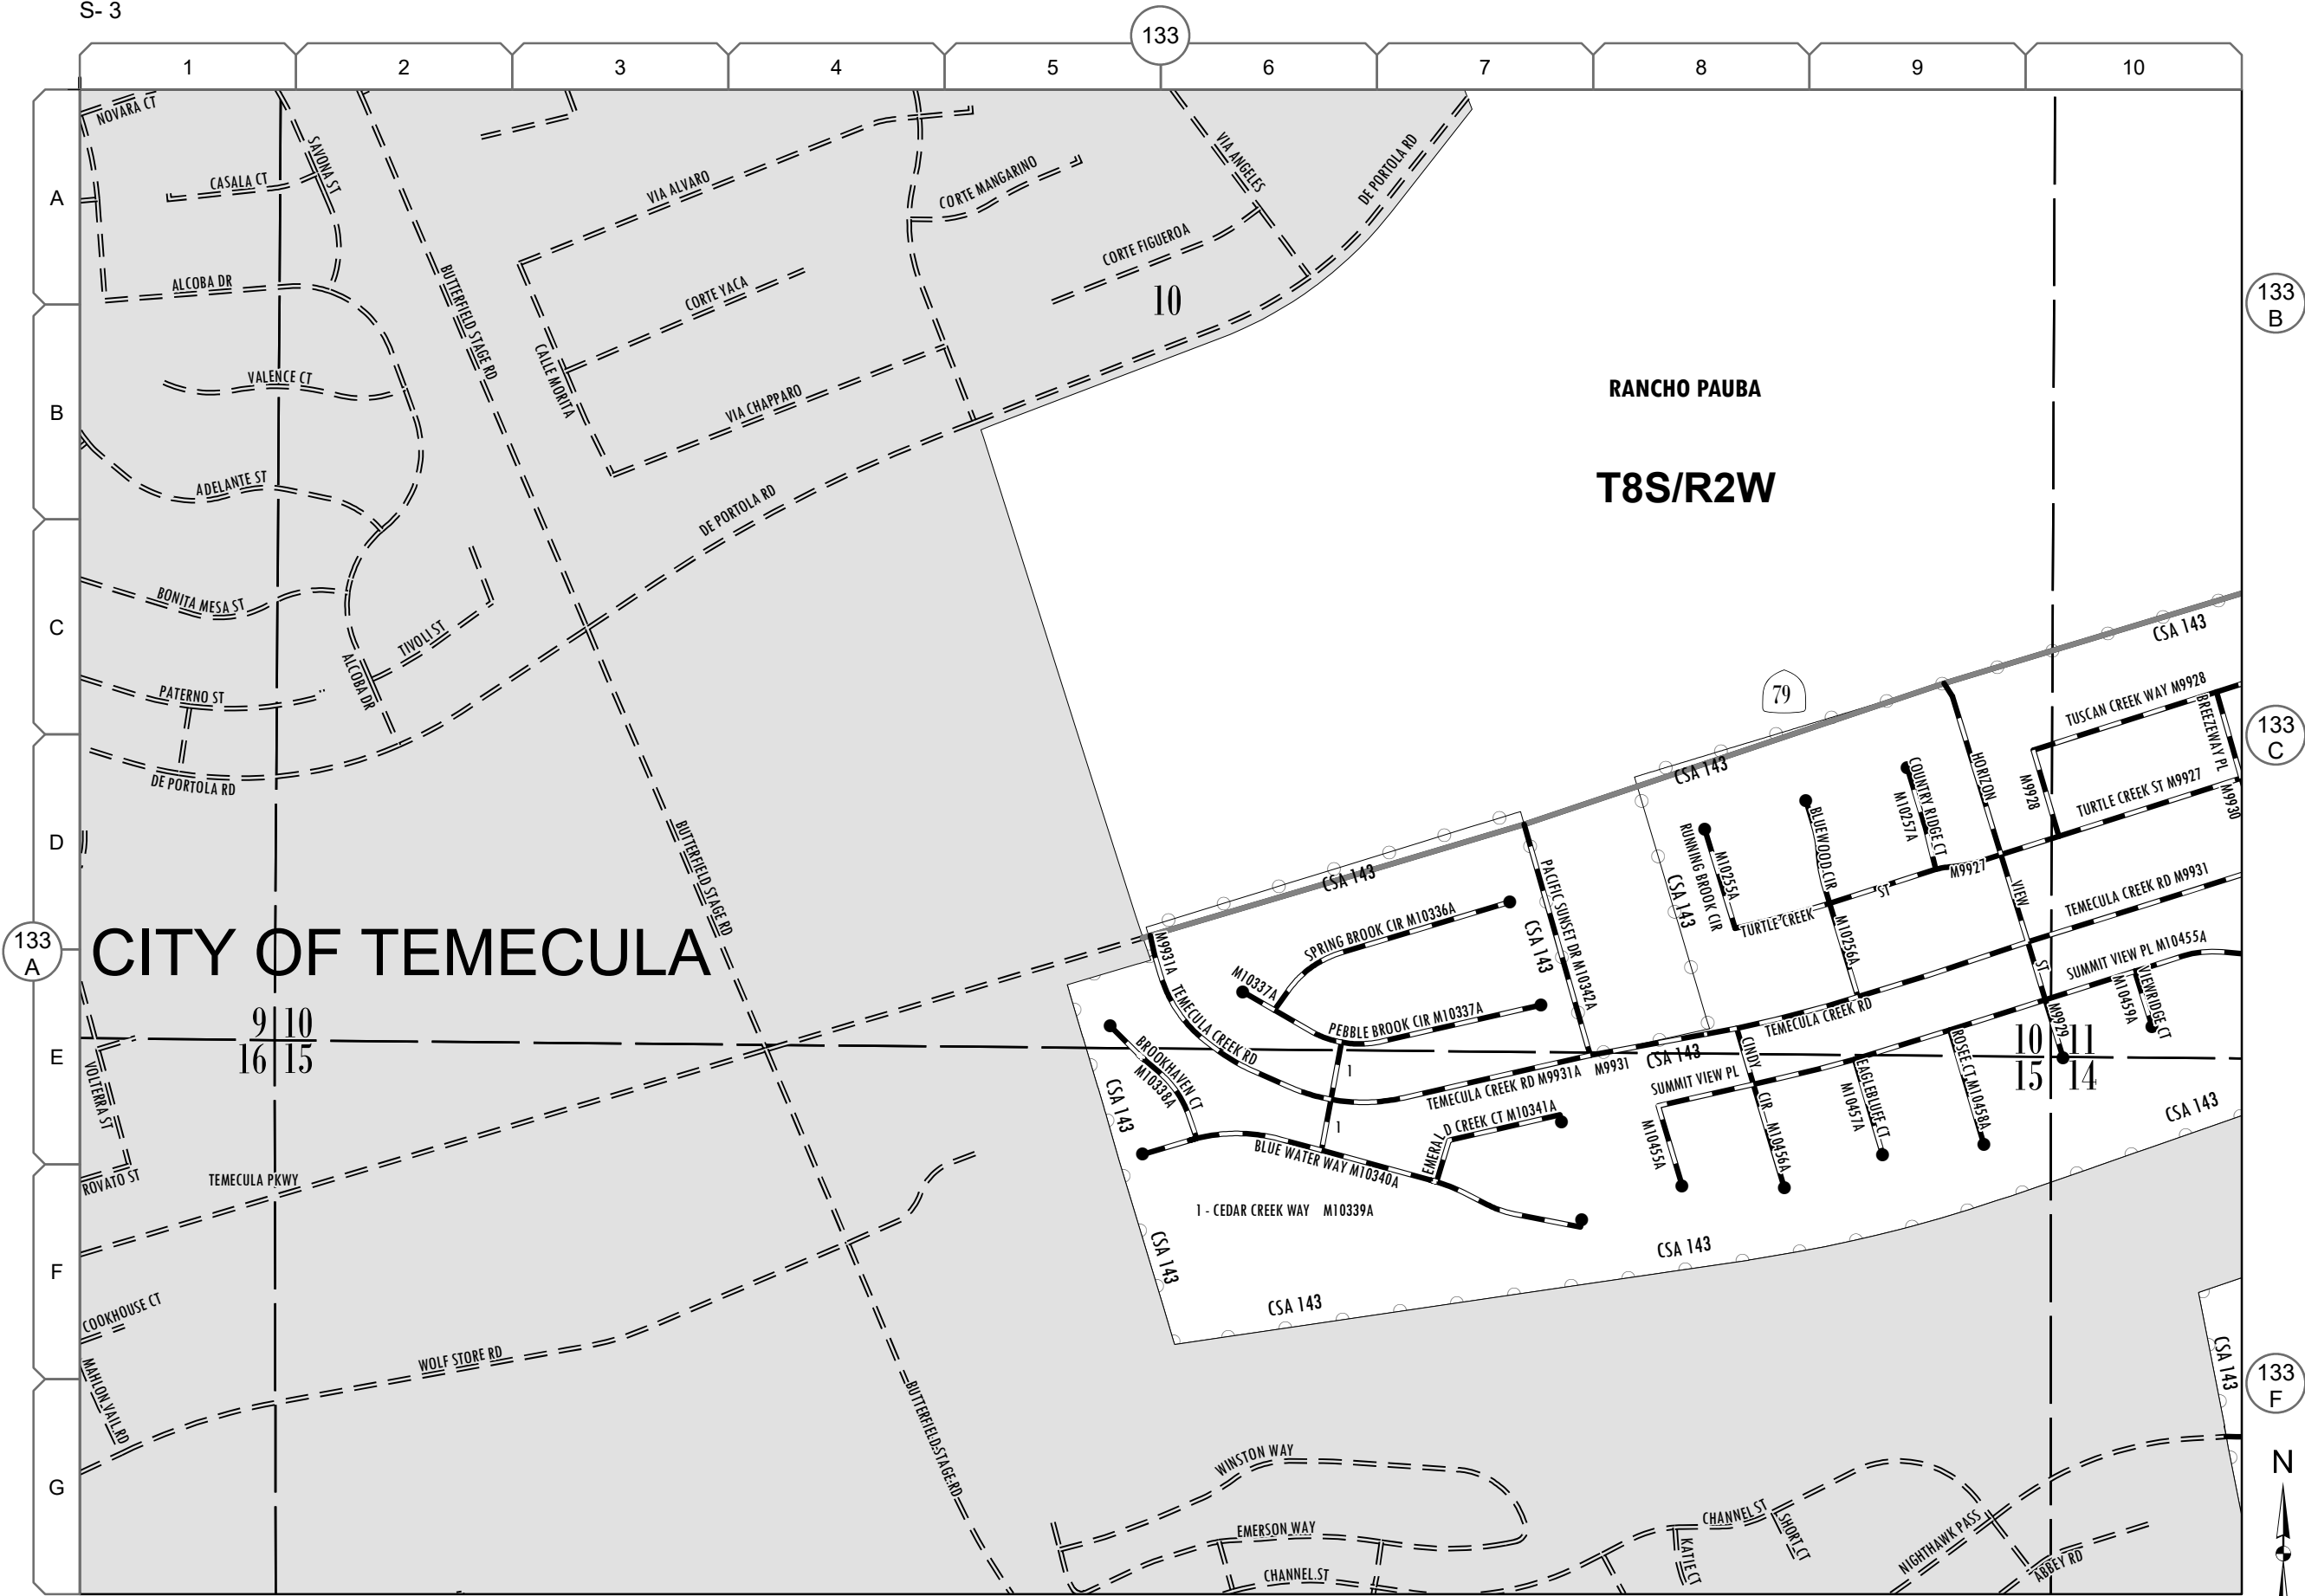 S- 3
133
1 2 3 4 5 6 7 8 9 10
A
B
C
D
E
F
G
133
A
133
B
133
C
133
F
N
NOVARA CT
SAVONA ST
CASALA CT
ALCOBA DR
VALENCE CT
ADELANTE ST
BONITA MESA ST
TIVOLI ST
ALCOBA DR
PATERNO ST
DE PORTOLA RD
BUTTERFIELD STAGE RD
VIA ALVARO
CORTE MANGARINO
VIA ANGELES
DE PORTOLA RD
CORTE FIGUEROA
CORTE YACA
CALLE MORITA
VIA CHAPPARO
10
DE PORTOLA RD
RANCHO PAUBA
T8S/R2W
CSA 143
79
TUSCAN CREEK WAY M9928
BREEZEWAY PL
M9930
M9928
TURTLE CREEK ST M9927
HORIZON
VIEW
ST
M9929
COUNTRY RIDGE CT
M10257A
BLUEWOOD CIR
M10256A
RUNNING BROOK CIR
M10255A
TURTLE CREEK
ST
M9927
CSA 143
CSA 143
TEMECULA CREEK RD M9931
SUMMIT VIEW PL M10455A
VIEWRIDGE CT
M10459A
CSA 143
M9931A
SPRING BROOK CIR M10336A
PACIFIC SUNSET DR M10342A
CSA 143
M10337A
PEBBLE BROOK CIR M10337A
TEMECULA CREEK RD
BROOKHAVEN CT
M10338A
CSA 143
1
1
TEMECULA CREEK RD M9931A
M9931
CSA 143
TEMECULA CREEK RD
CINDY
CIR
M10456A
SUMMIT VIEW PL
M10455A
EAGLEBLUFF CT
M10457A
ROSEE CT M10458A
10 11
15 14
CSA 143
EMERAL
D CREEK CT M10341A
BLUE WATER WAY M10340A
1 - CEDAR CREEK WAY M10339A
CSA 143
CSA 143
CSA 143
CSA 143
BUTTERFIELD STAGE RD
CITY OF TEMECULA
9 10
16 15
VOLTERRA ST
ROVATO ST
TEMECULA PKWY
COOKHOUSE CT
MAHLON VAIL RD
WOLF STORE RD
BUTTERFIELD STAGE RD
WINSTON WAY
EMERSON WAY
CHANNEL ST
CHANNEL ST
KATIE CT
SHORT CT
NIGHTHAWK PASS
ABBEY RD